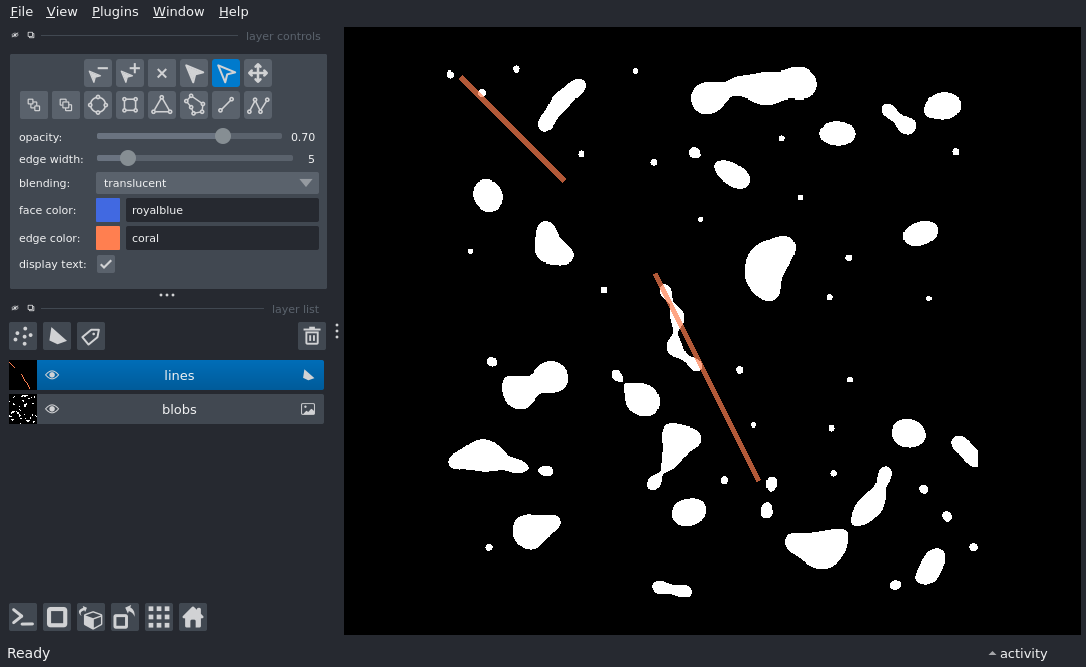 File View Plugins Window Help
layer controls
opacity: 0.70
edge width: 5
blending: translucent
face color: royalblue
edge color: coral
display text:
layer list
lines
blobs
Ready
activity